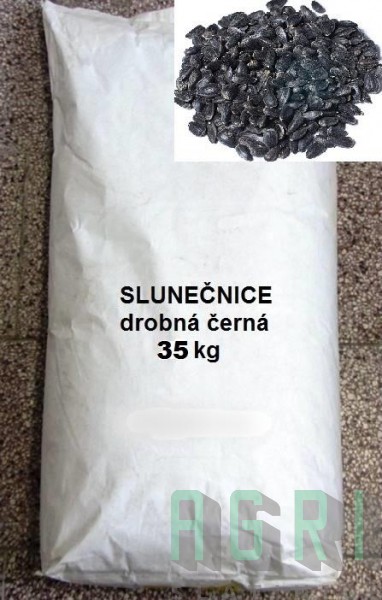 SLUNEČNICE
drobná černá
35 kg
AGRI